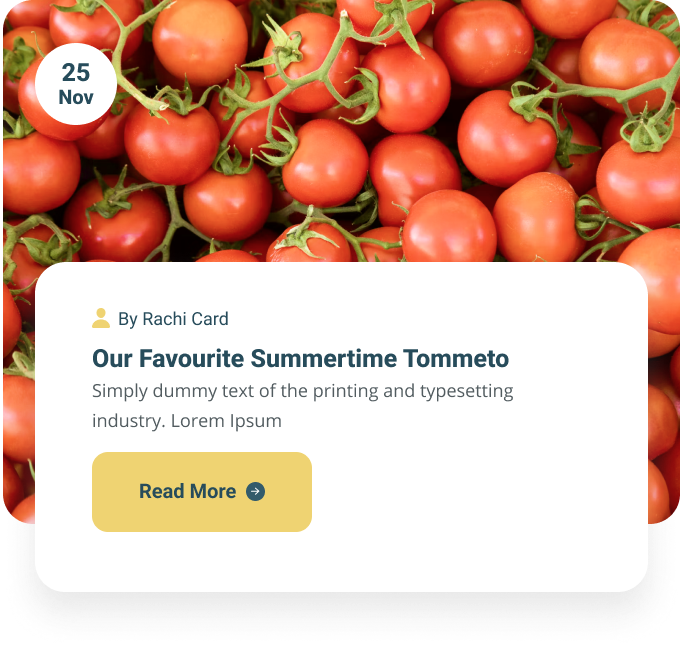 25
Nov
By Rachi Card
Our Favourite Summertime Tommeto
Simply dummy text of the printing and typesetting
industry. Lorem Ipsum
Read More